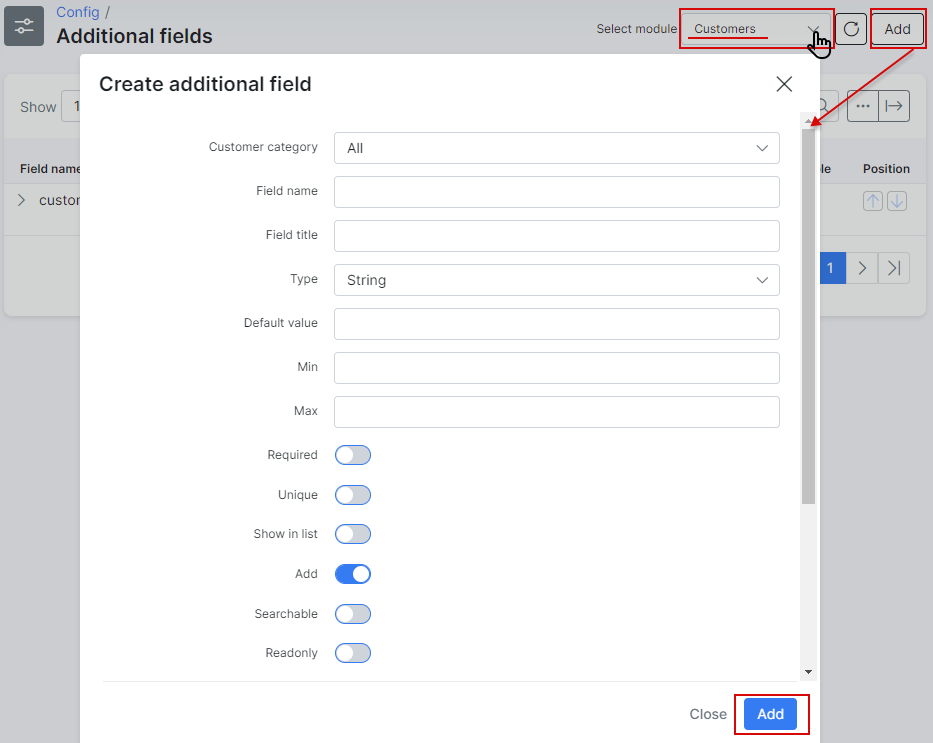 Config /
Additional fields
Select module
Customers
Add
Create additional field
Show 1
Field name
Position
custom
1
Customer category
All
Field name
Field title
Type
String
Default value
Min
Max
Required
Unique
Show in list
Add
Searchable
Readonly
Close
Add